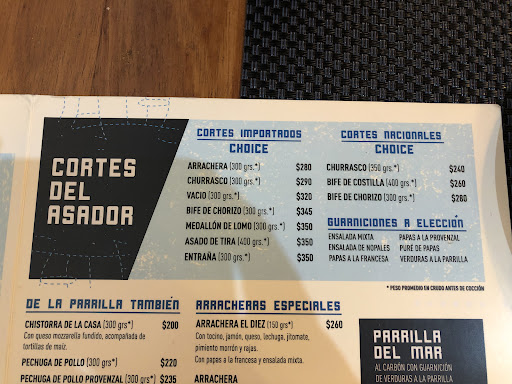 CORTES
DEL
ASADOR
CORTES IMPORTADOS
CHOICE
ARRACHERA (300 grs.*) $280
CHURRASCO (300 grs.*) $290
VACIO (300 grs.*) $320
BIFE DE CHORIZO (300 grs.*) $345
MEDALLÓN DE LOMO (300 grs.*) $350
ASADO DE TIRA (400 grs.*) $350
ENTRAÑA (300 grs.*) $350
CORTES NACIONALES
CHOICE
CHURRASCO (350 grs.*) $240
BIFE DE COSTILLA (400 grs.*) $260
BIFE DE CHORIZO (300 grs.*) $280
GUARNICIONES A ELECCIÓN
ENSALADA MIXTA PAPAS A LA PROVENZAL
ENSALADA DE NOPALES PURÉ DE PAPAS
PAPAS A LA FRANCESA VERDURAS A LA PARRILLA
* PESO PROMEDIO EN CRUDO ANTES DE COCCIÓN
DE LA PARRILLA TAMBIÉN
CHISTORRA DE LA CASA (300 grs*) $200
Con queso mozzarella fundido, acompañada de
tortillas de maíz.
PECHUGA DE POLLO (300 grs*) $220
PECHUGA DE POLLO PROVENZAL (300 grs*) $235
ARRACHERAS ESPECIALES
ARRACHERA EL DIEZ (150 grs*) $260
Con tocino, jamón, queso, lechuga, jitomate,
pimiento morrón y rajas.
Con papas a la francesa y ensalada mixta.
ARRACHERA
PARRILLA
DEL MAR
AL CARBÓN CON GUARNICIÓN
DE VERDURAS A LA PARRILLA